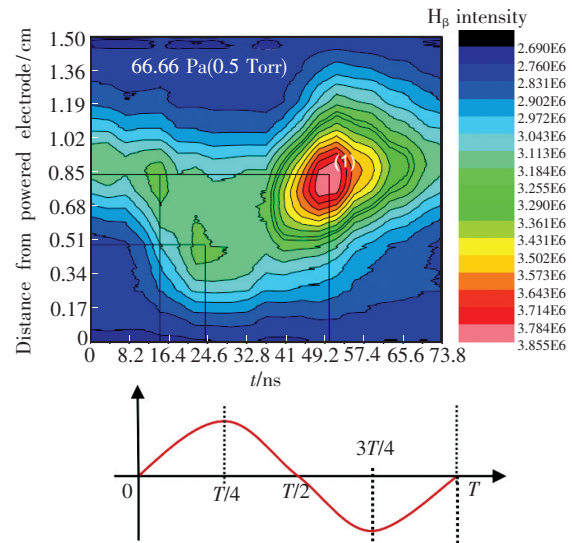 H_β intensity
1.50
1.36
1.19
1.02
0.85
0.68
0.51
0.34
0.17
0
Distance from powered electrode/cm
66.66 Pa(0.5 Torr)
(1)
2.690E6
2.760E6
2.831E6
2.902E6
2.972E6
3.043E6
3.113E6
3.184E6
3.255E6
3.290E6
3.361E6
3.431E6
3.502E6
3.573E6
3.643E6
3.714E6
3.784E6
3.855E6
0 8.2 16.4 24.6 32.8 41 49.2 57.4 65.6 73.8
t/ns
3T/4
0 T/4 T/2 T